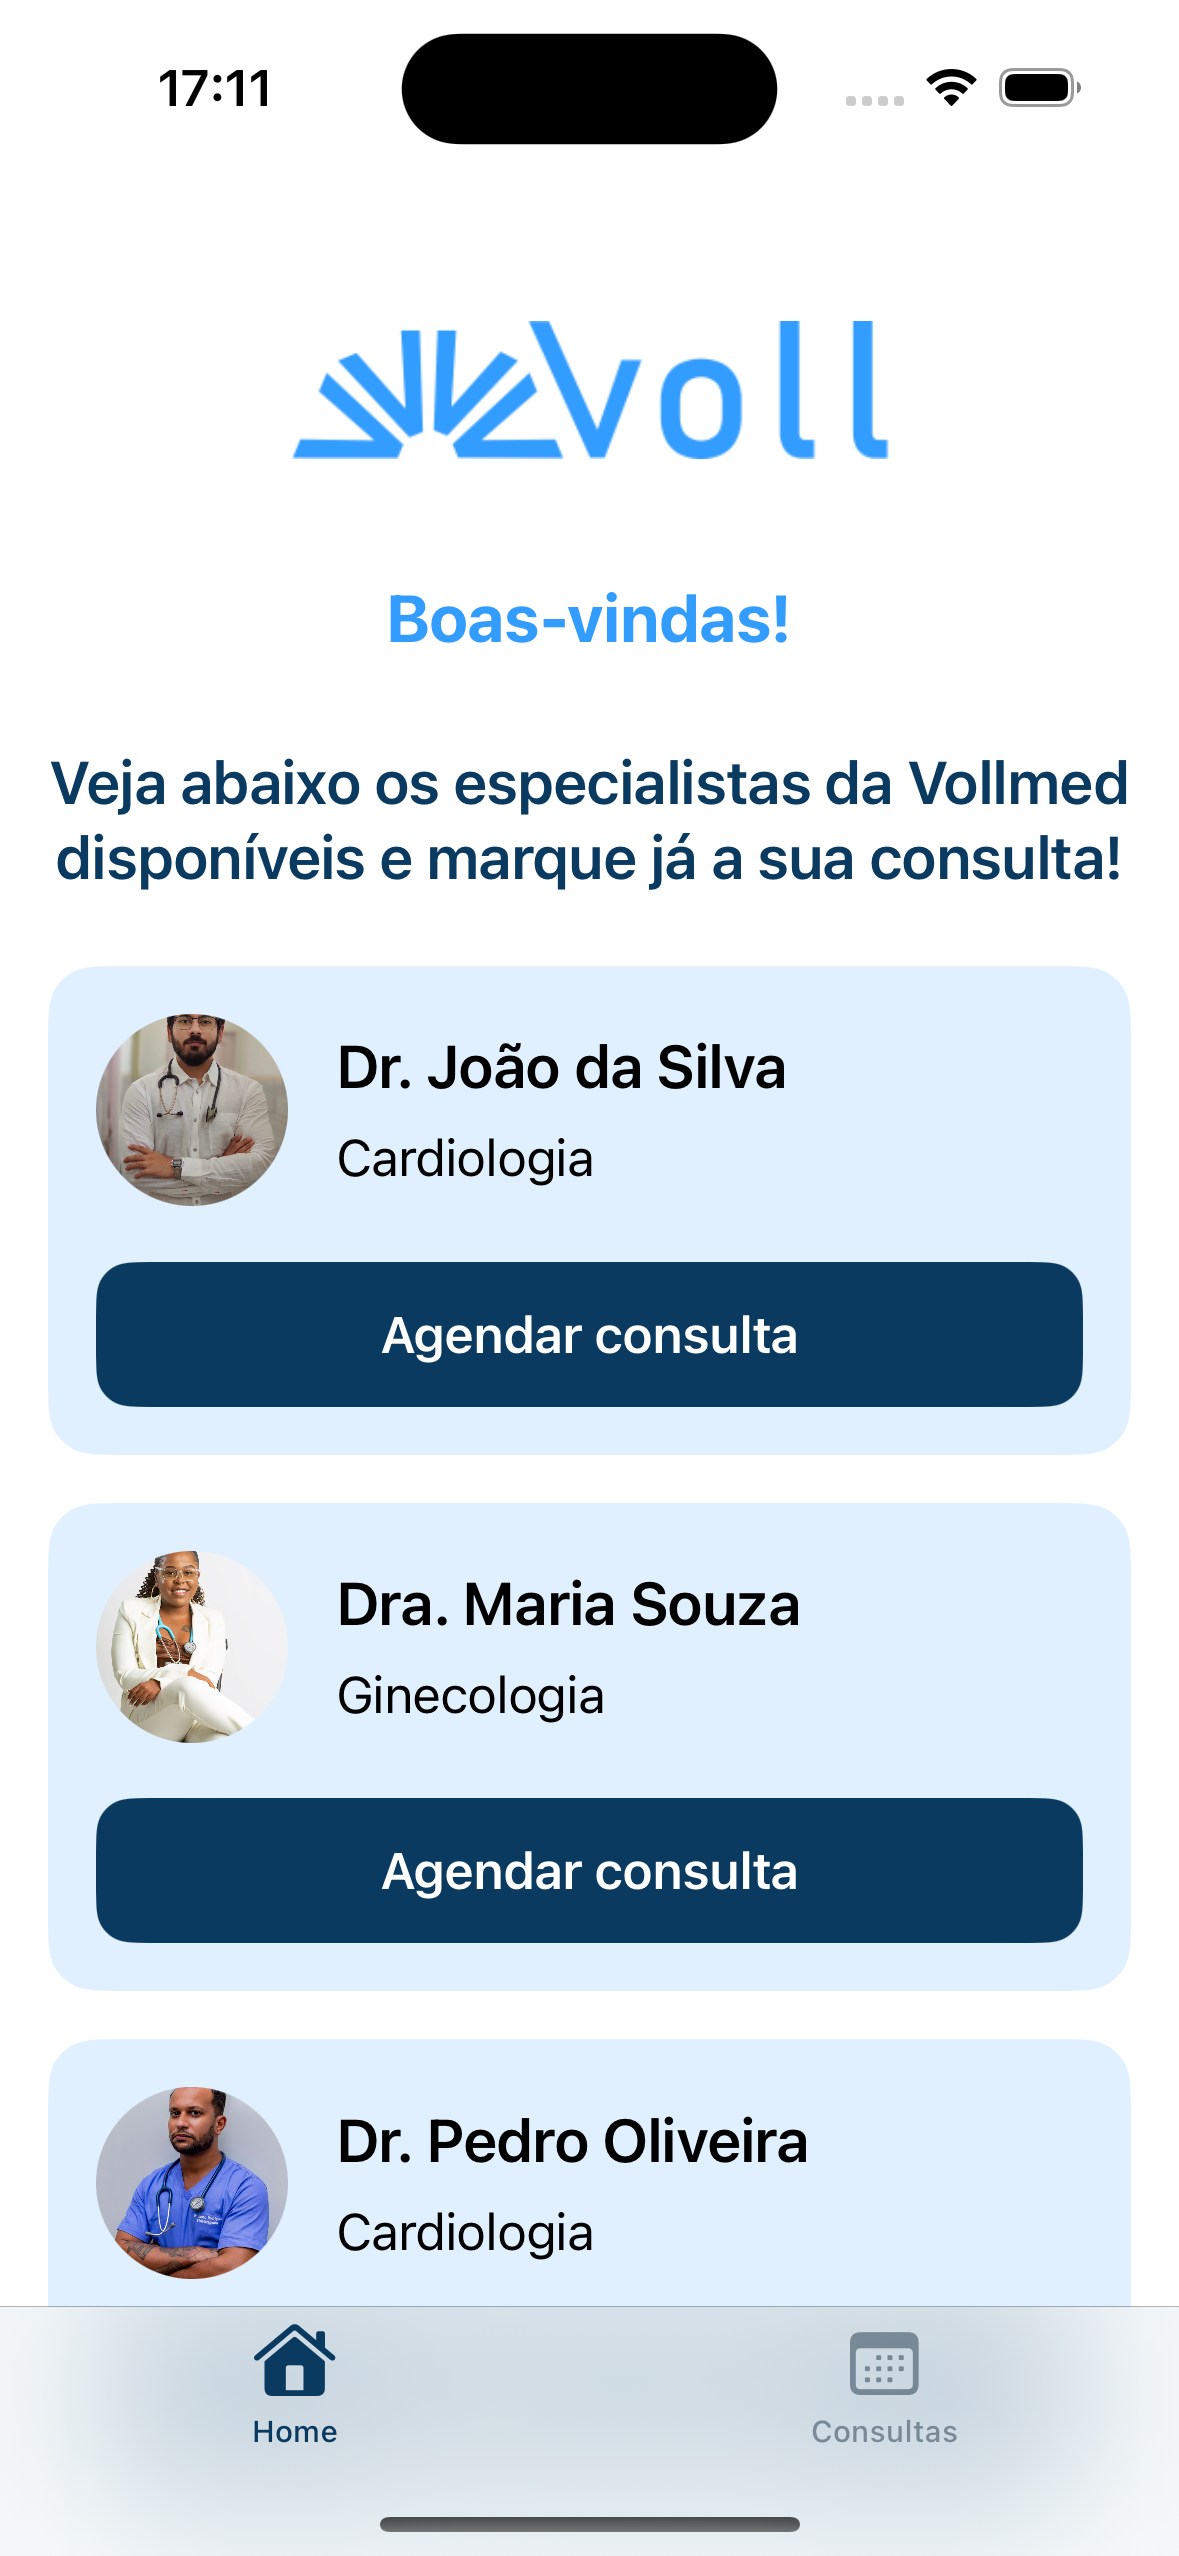 17:11
Voll
Boas-vindas!
Veja abaixo os especialistas da Vollmed
disponíveis e marque já a sua consulta!
Dr. João da Silva
Cardiologia
Agendar consulta
Dra. Maria Souza
Ginecologia
Agendar consulta
Dr. Pedro Oliveira
Cardiologia
Home
Consultas